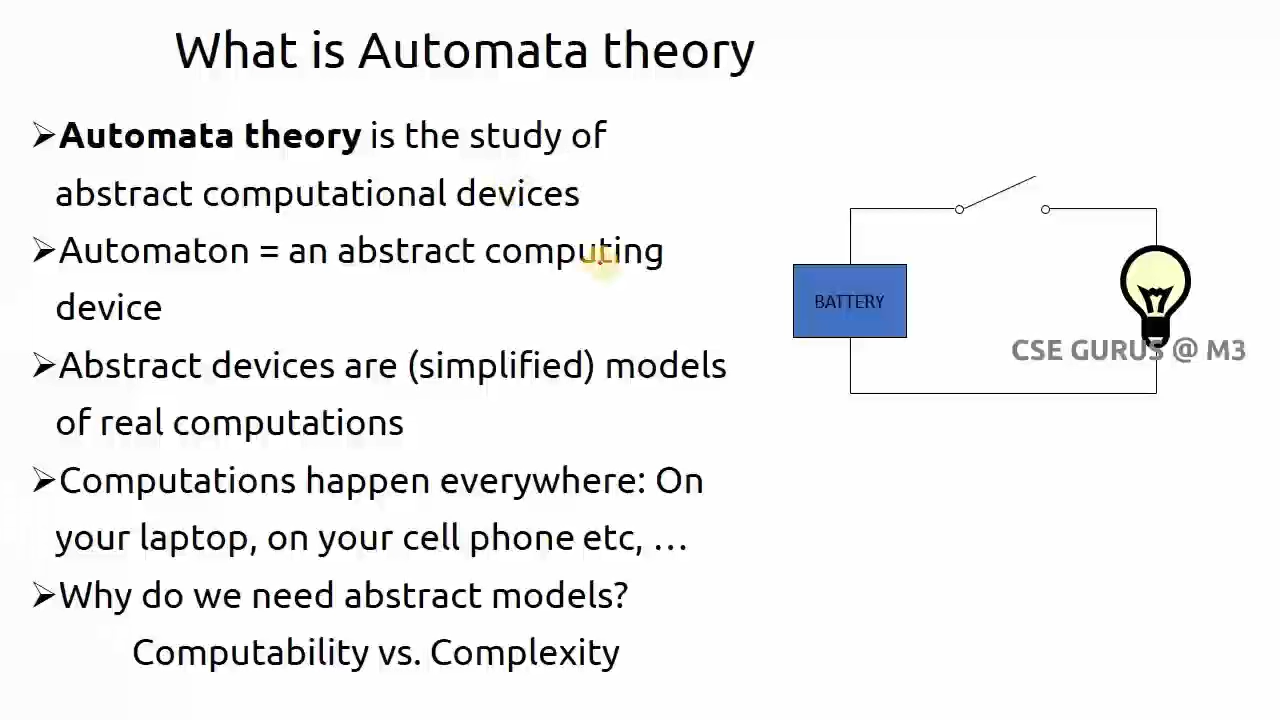 What is Automata theory
➢Automata theory is the study of
abstract computational devices
➢Automaton = an abstract computing
device
➢Abstract devices are (simplified) models
of real computations
➢Computations happen everywhere: On
your laptop, on your cell phone etc, …
➢Why do we need abstract models?
Computability vs. Complexity
BATTERY
CSE GURUS @ M3